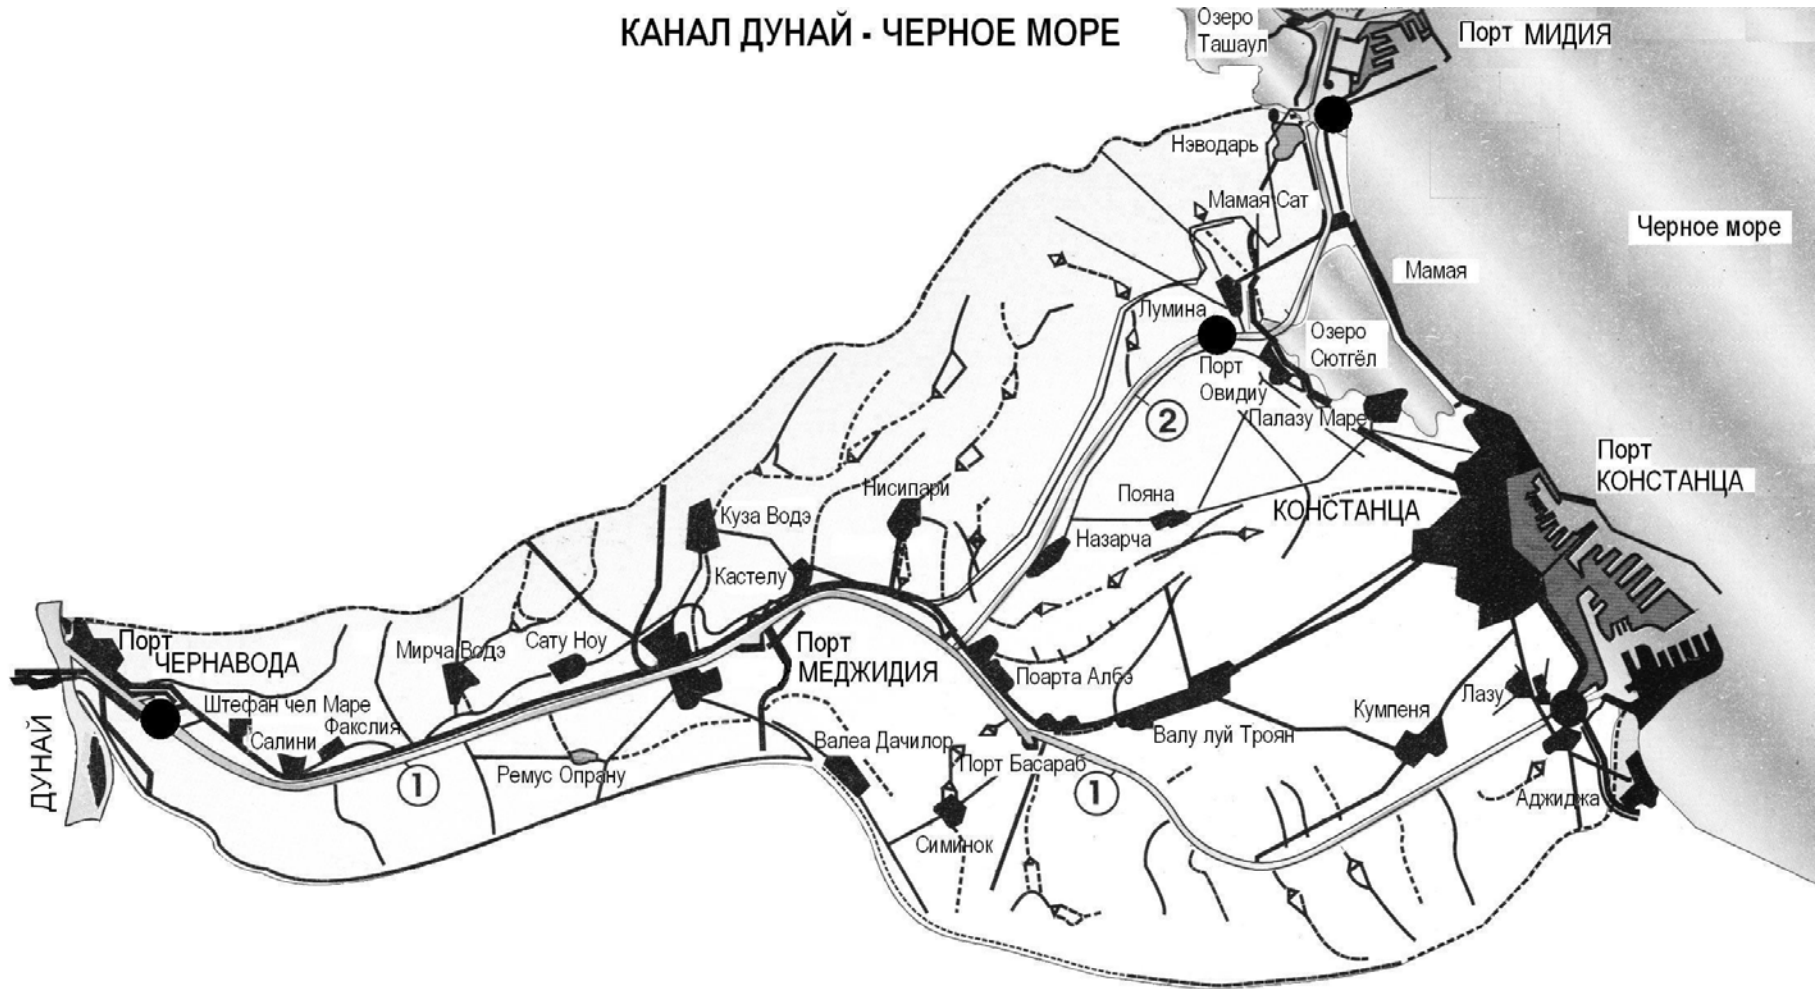 КАНАЛ ДУНАЙ - ЧЕРНОЕ МОРЕ
Озеро
Ташаул
Порт МИДИЯ
Нэводарь
Мамая Сат
Черное море
Мамая
Лумина
Озеро
Сютгёл
Порт
Овидиу
Палазу Маре
2
Порт
КОНСТАНЦА
Нисипари
Пояна
КОНСТАНЦА
Куза Водэ
Назарча
Кастелу
Порт
ЧЕРНАВОДА
Мирча Водэ
Сату Ноу
Порт
МЕДЖИДИЯ
Поарта Албэ
Лазу
Штефан чел Маре
Факслия
Салини
Кумпеня
Валу луй Троян
Валеа Дачилор
Порт Басараб
ДУНАЙ
1
Ремус Опрану
1
Аджиджа
Симинок